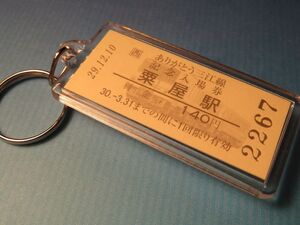 29.12.10
西 ありがとう三江線
記念入場券
粟屋駅
140円
30.-3.31までの間に1回限り有効
2267